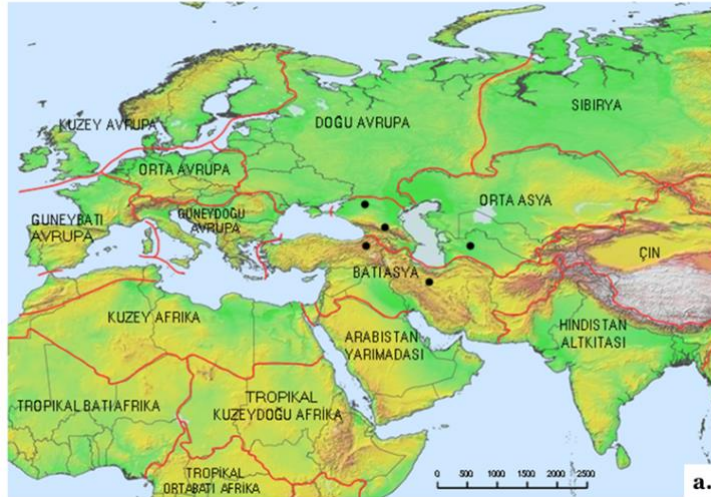 SIBIRYA
KUZEY AVRUPA
DOĞU AVRUPA
ORTA AVRUPA
ORTA ASYA
GUNEYBATI
AVRUPA
GÜNEYDOĞU
AVRUPA
ÇIN
BATI ASYA
KUZEY AFRIKA
HINDISTAN
ALTKITASI
ARABISTAN
YARIMADASI
TROPIKAL BATI AFRIKA
TROPIKAL
KUZEYDOĞU AFRIKA
TROPIKAL
ORTABATI AFRIKA
0 500 1000 1500 2000 2500
a.